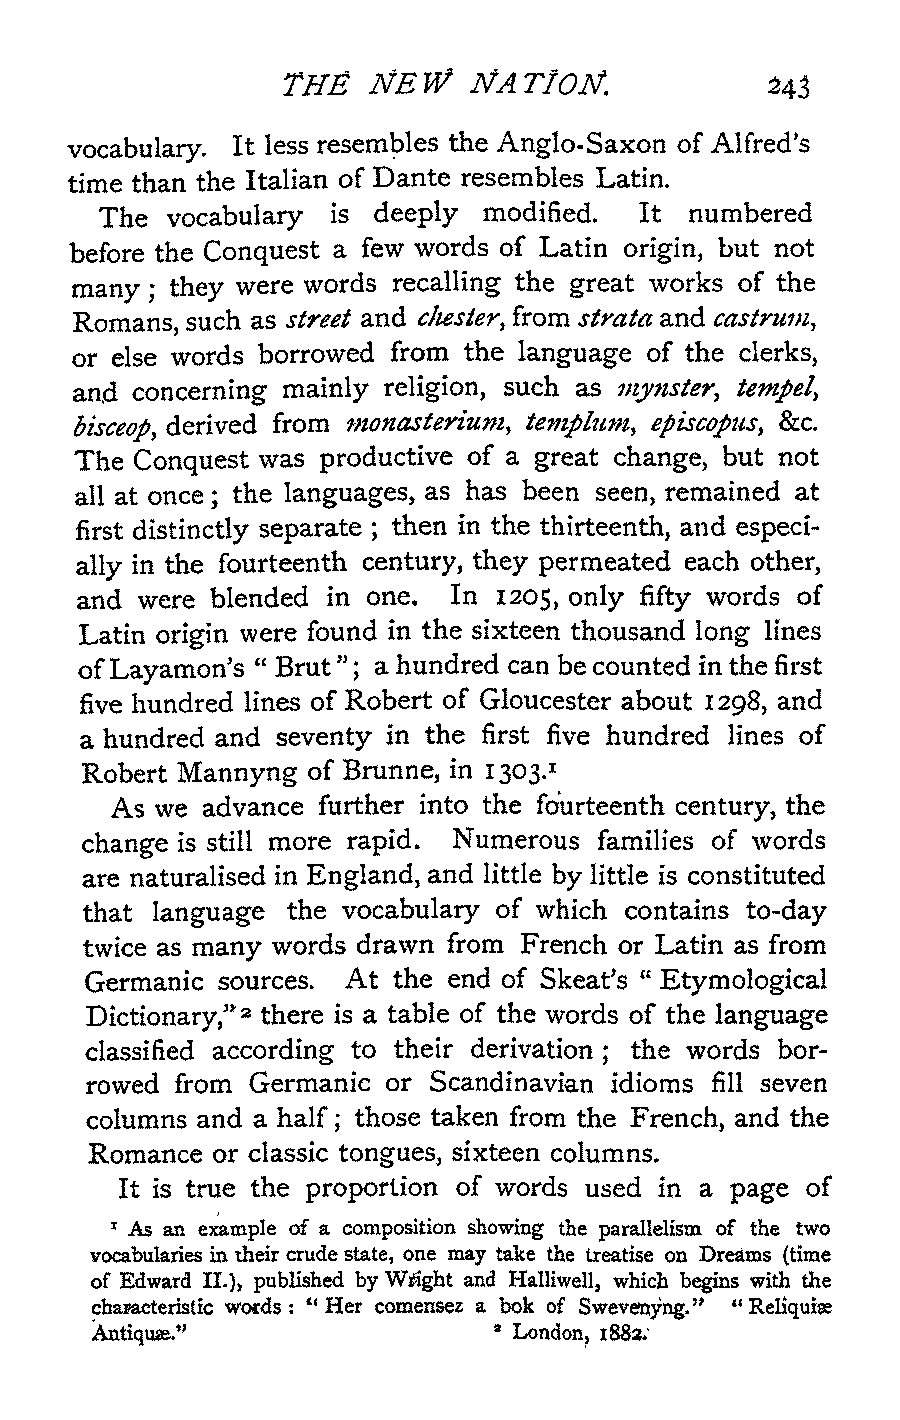 THE NEW NATION. 243
vocabulary. It less resembles the Anglo-Saxon of Alfred's
time than the Italian of Dante resembles Latin.
The vocabulary is deeply modified. It numbered
before the Conquest a few words of Latin origin, but not
many ; they were words recalling the great works of the
Romans, such as street and chester, from strata and castrum,
or else words borrowed from the language of the clerks,
and concerning mainly religion, such as mynster, tempel,
bisceop, derived from monasterium, templum, episcopus, &c.
The Conquest was productive of a great change, but not
all at once ; the languages, as has been seen, remained at
first distinctly separate ; then in the thirteenth, and especi-
ally in the fourteenth century, they permeated each other,
and were blended in one. In 1205, only fifty words of
Latin origin were found in the sixteen thousand long lines
of Layamon's “ Brut ” ; a hundred can be counted in the first
five hundred lines of Robert of Gloucester about 1298, and
a hundred and seventy in the first five hundred lines of
Robert Mannyng of Brunne, in 1303.¹
As we advance further into the fourteenth century, the
change is still more rapid. Numerous families of words
are naturalised in England, and little by little is constituted
that language the vocabulary of which contains to-day
twice as many words drawn from French or Latin as from
Germanic sources. At the end of Skeat's “ Etymological
Dictionary,” ² there is a table of the words of the language
classified according to their derivation ; the words bor-
rowed from Germanic or Scandinavian idioms fill seven
columns and a half ; those taken from the French, and the
Romance or classic tongues, sixteen columns.
It is true the proportion of words used in a page of
¹ As an example of a composition showing the parallelism of the two
vocabularies in their crude state, one may take the treatise on Dreams (time
of Edward II.), published by Wright and Halliwell, which begins with the
characteristic words : “ Her comensez a bok of Swevenyng.” “ Reliquiæ
Antiquæ.” ² London, 1882.